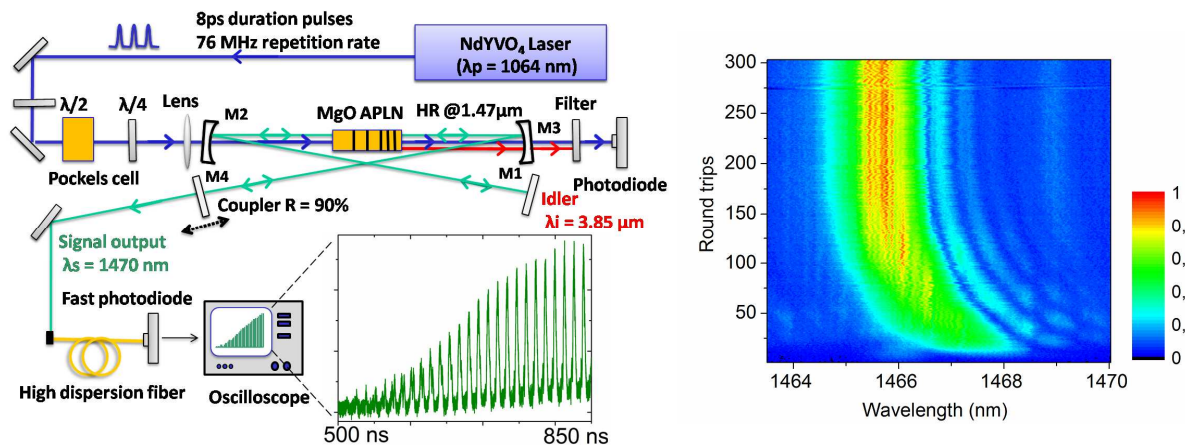 8ps duration pulses
76 MHz repetition rate
NdYVO₄ Laser
(λp = 1064 nm)
λ/2
λ/4
Lens
M2
MgO APLN
HR @1.47µm
M3
Filter
Pockels cell
M4
M1
Photodiode
Coupler R = 90%
Idler
λi = 3.85 µm
Signal output
λs = 1470 nm
Fast photodiode
High dispersion fiber
Oscilloscope
500 ns
850 ns
300
250
200
150
100
50
Round trips
1464
1466
1468
1470
Wavelength (nm)
1
0,
0,
0,
0,
0